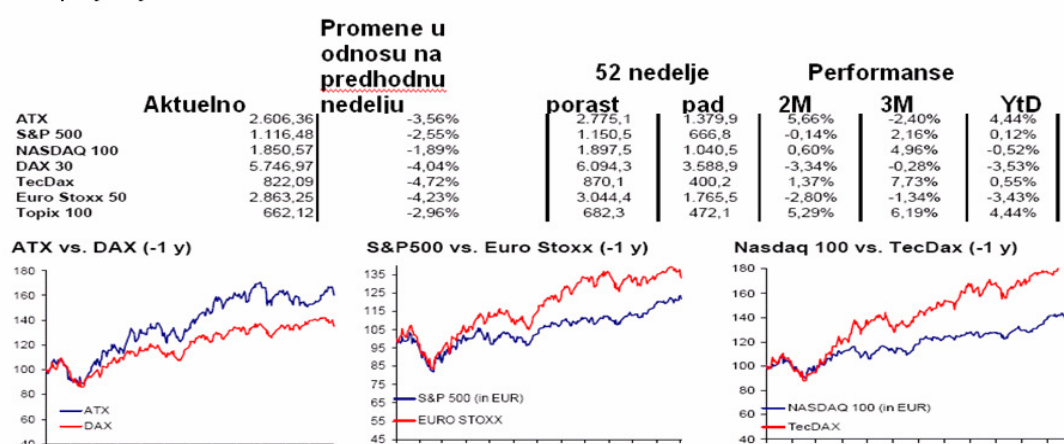 Promene u
odnosu na
predhodnu
nedelju
52 nedelje Performanse
Aktuelno porast pad 2M 3M YtD
ATX 2.606,36 -3,56% 2.775,1 1.379,9 5,66% -2,40% 4,44%
S&P 500 1.116,48 -2,55% 1.150,5 666,8 -0,14% 2,16% 0,12%
NASDAQ 100 1.850,57 -1,89% 1.897,5 1.040,5 0,60% 4,96% -0,52%
DAX 30 5.746,97 -4,04% 6.094,3 3.588,9 -3,34% -0,28% -3,53%
TecDax 822,09 -4,72% 870,1 400,2 1,37% 7,73% 0,55%
Euro Stoxx 50 2.863,25 -4,23% 3.044,4 1.765,5 -2,80% -1,34% -3,43%
Topix 100 662,12 -2,96% 682,3 472,1 5,29% 6,19% 4,44%
ATX vs. DAX (-1 y)
180
160
140
120
100
80
60
40
ATX
DAX
S&P500 vs. Euro Stoxx (-1 y)
135
125
115
105
95
85
75
65
55
45
S&P 500 (in EUR)
EURO STOXX
Nasdaq 100 vs. TecDax (-1 y)
180
160
140
120
100
80
60
40
NASDAQ 100 (in EUR)
TecDAX